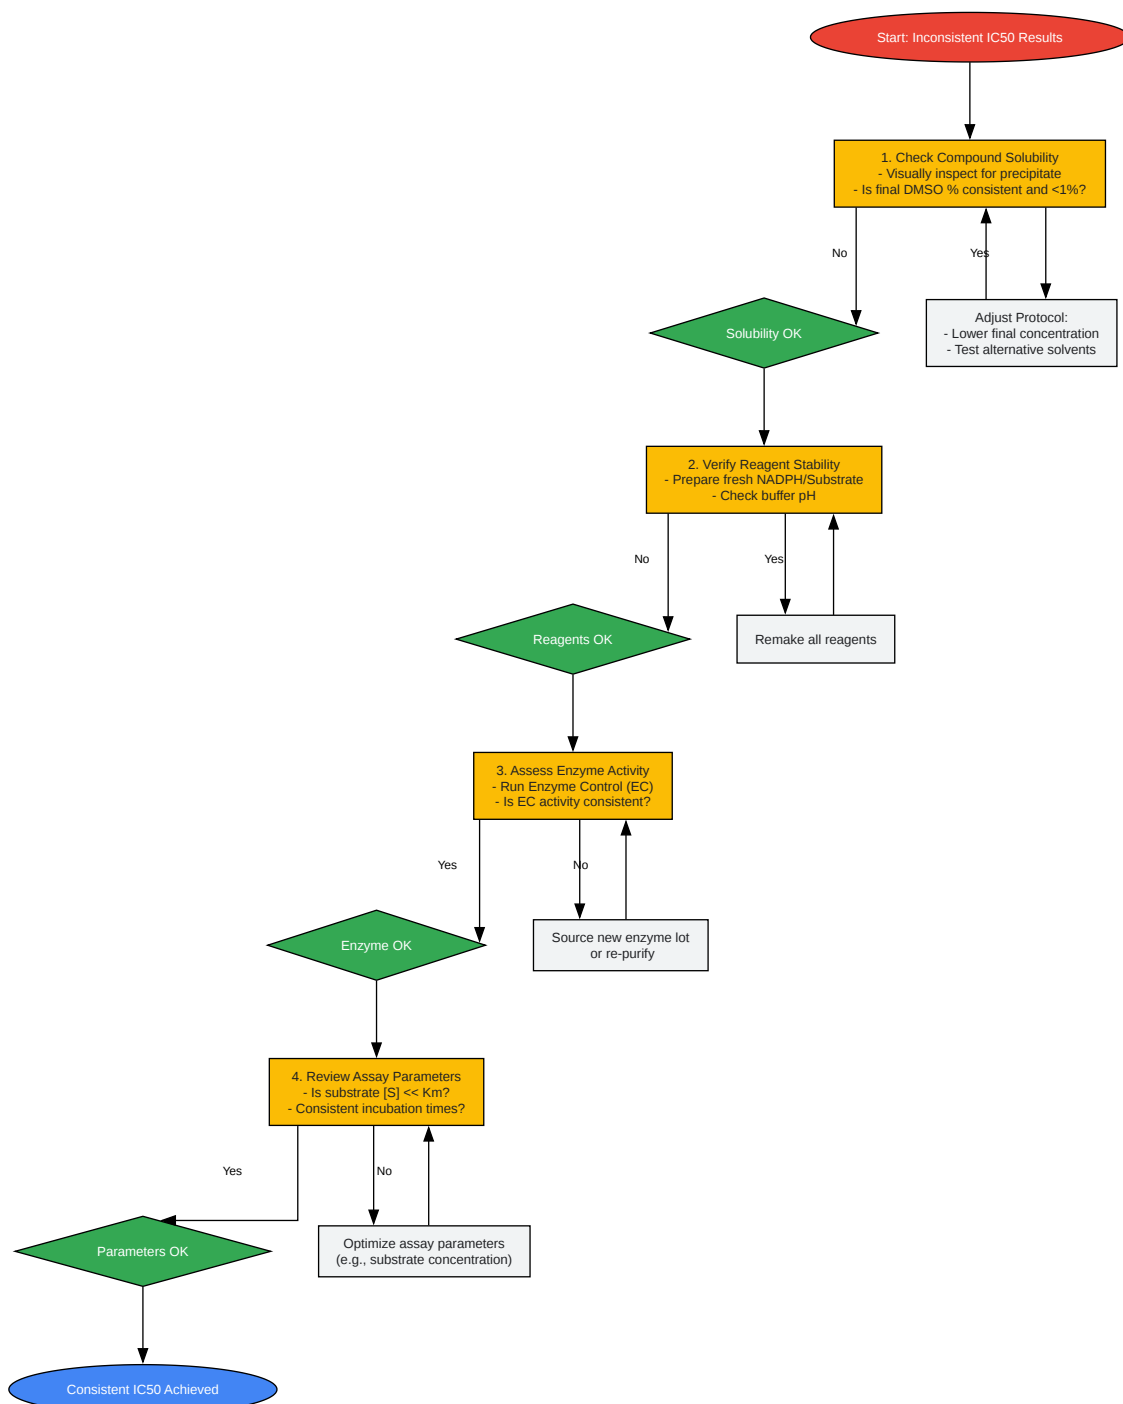 Start: Inconsistent IC50 Results
1. Check Compound Solubility
- Visually inspect for precipitate
- Is final DMSO % consistent and <1%?
No
Yes
Solubility OK
Adjust Protocol:
- Lower final concentration
- Test alternative solvents
2. Verify Reagent Stability
- Prepare fresh NADPH/Substrate
- Check buffer pH
No
Yes
Reagents OK
Remake all reagents
3. Assess Enzyme Activity
- Run Enzyme Control (EC)
- Is EC activity consistent?
Yes
No
Enzyme OK
Source new enzyme lot
or re-purify
4. Review Assay Parameters
- Is substrate [S] << Km?
- Consistent incubation times?
Yes
No
Parameters OK
Optimize assay parameters
(e.g., substrate concentration)
Consistent IC50 Achieved